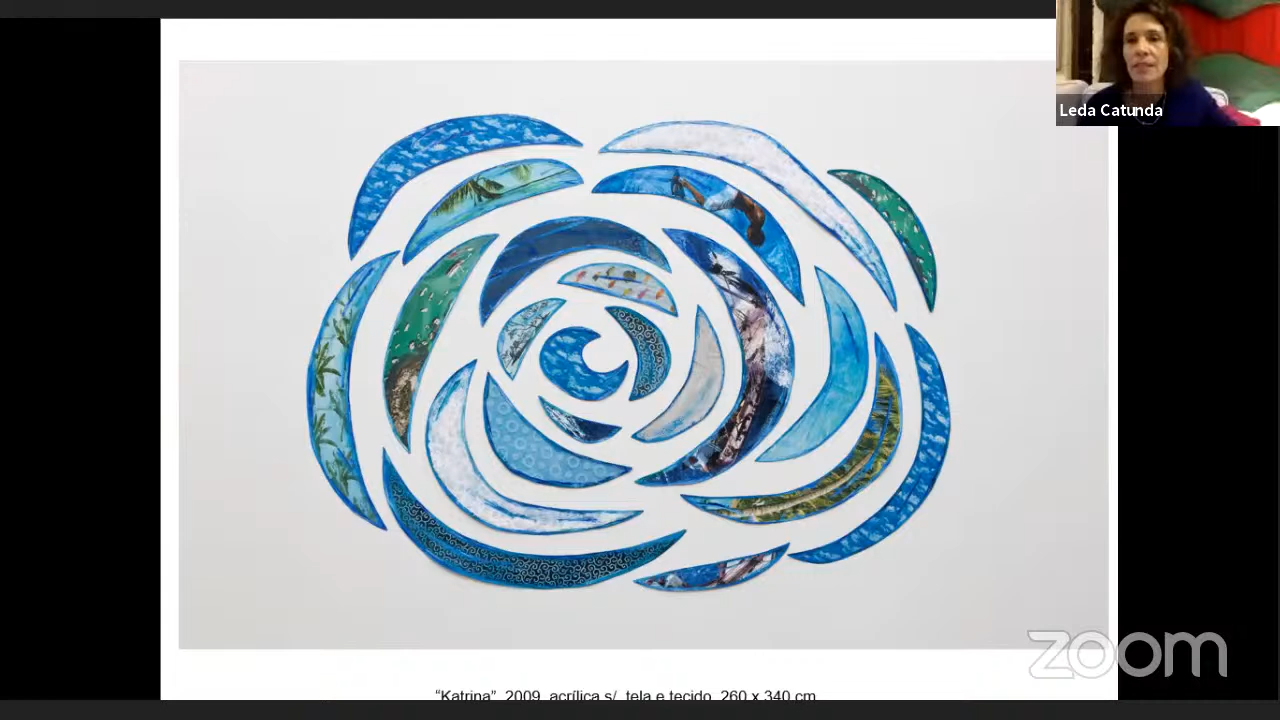 Leda Catunda
zoom
“Katrina”, 2009, acrílica s/ tela e tecido, 260 x 340 cm